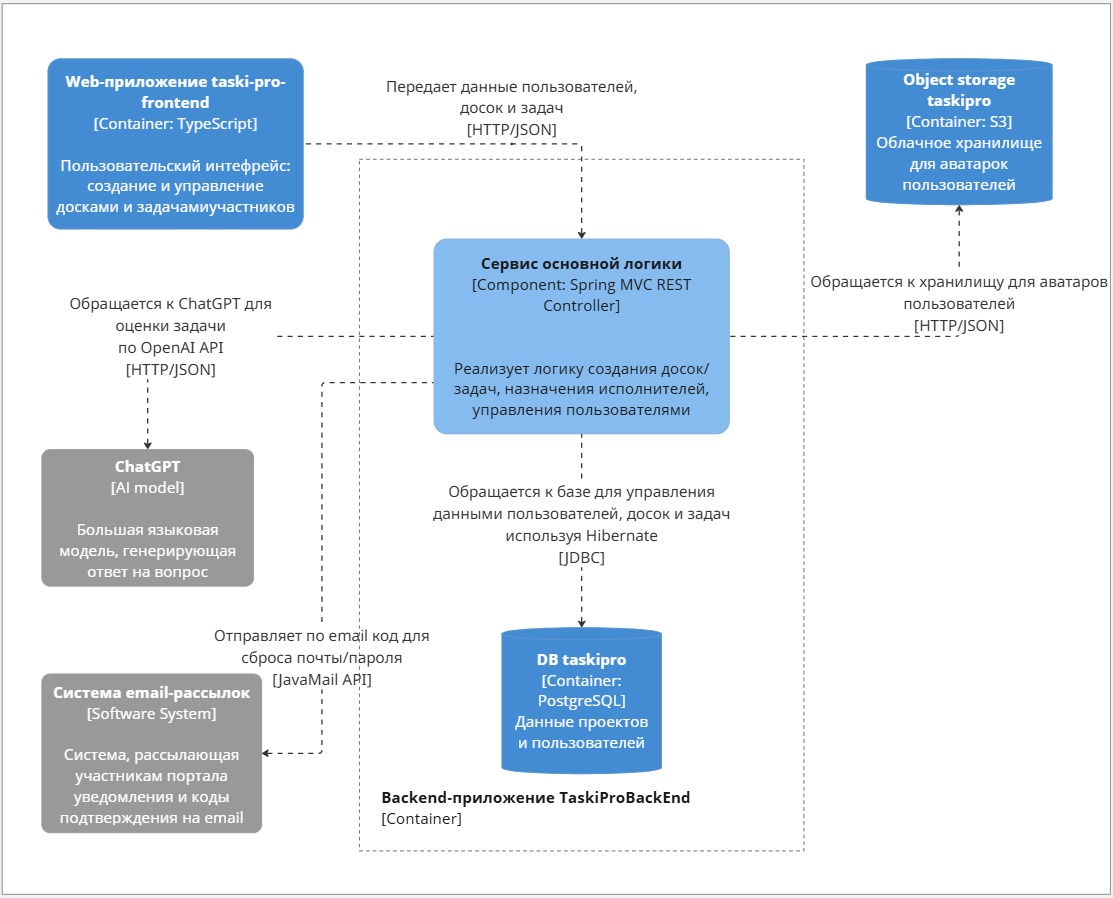 Web-приложение taski-pro-
frontend
[Container: TypeScript]
Пользовательский интефрейс:
создание и управление
досками и задачамиучастников
Передает данные пользователей,
досок и задач
[HTTP/JSON]
Object storage
taskipro
[Container: S3]
Облачное хранилище
для аватарок
пользователей
Сервис основной логики
[Component: Spring MVC REST
Controller]
Реализует логику создания досок/
задач, назначения исполнителей,
управления пользователями
Обращается к хранилищу для аватаров
пользователей
[HTTP/JSON]
Обращается к ChatGPT для
оценки задачи
по OpenAI API
[HTTP/JSON]
ChatGPT
[AI model]
Большая языковая
модель, генерирующая
ответ на вопрос
Обращается к базе для управления
данными пользователей, досок и задач
используя Hibernate
[JDBC]
Отправляет по email код для
сброса почты/пароля
[JavaMail API]
Система email-рассылок
[Software System]
Система, рассылающая
участникам портала
уведомления и коды
подтверждения на email
DB taskipro
[Container:
PostgreSQL]
Данные проектов
и пользователей
Backend-приложение TaskiProBackEnd
[Container]